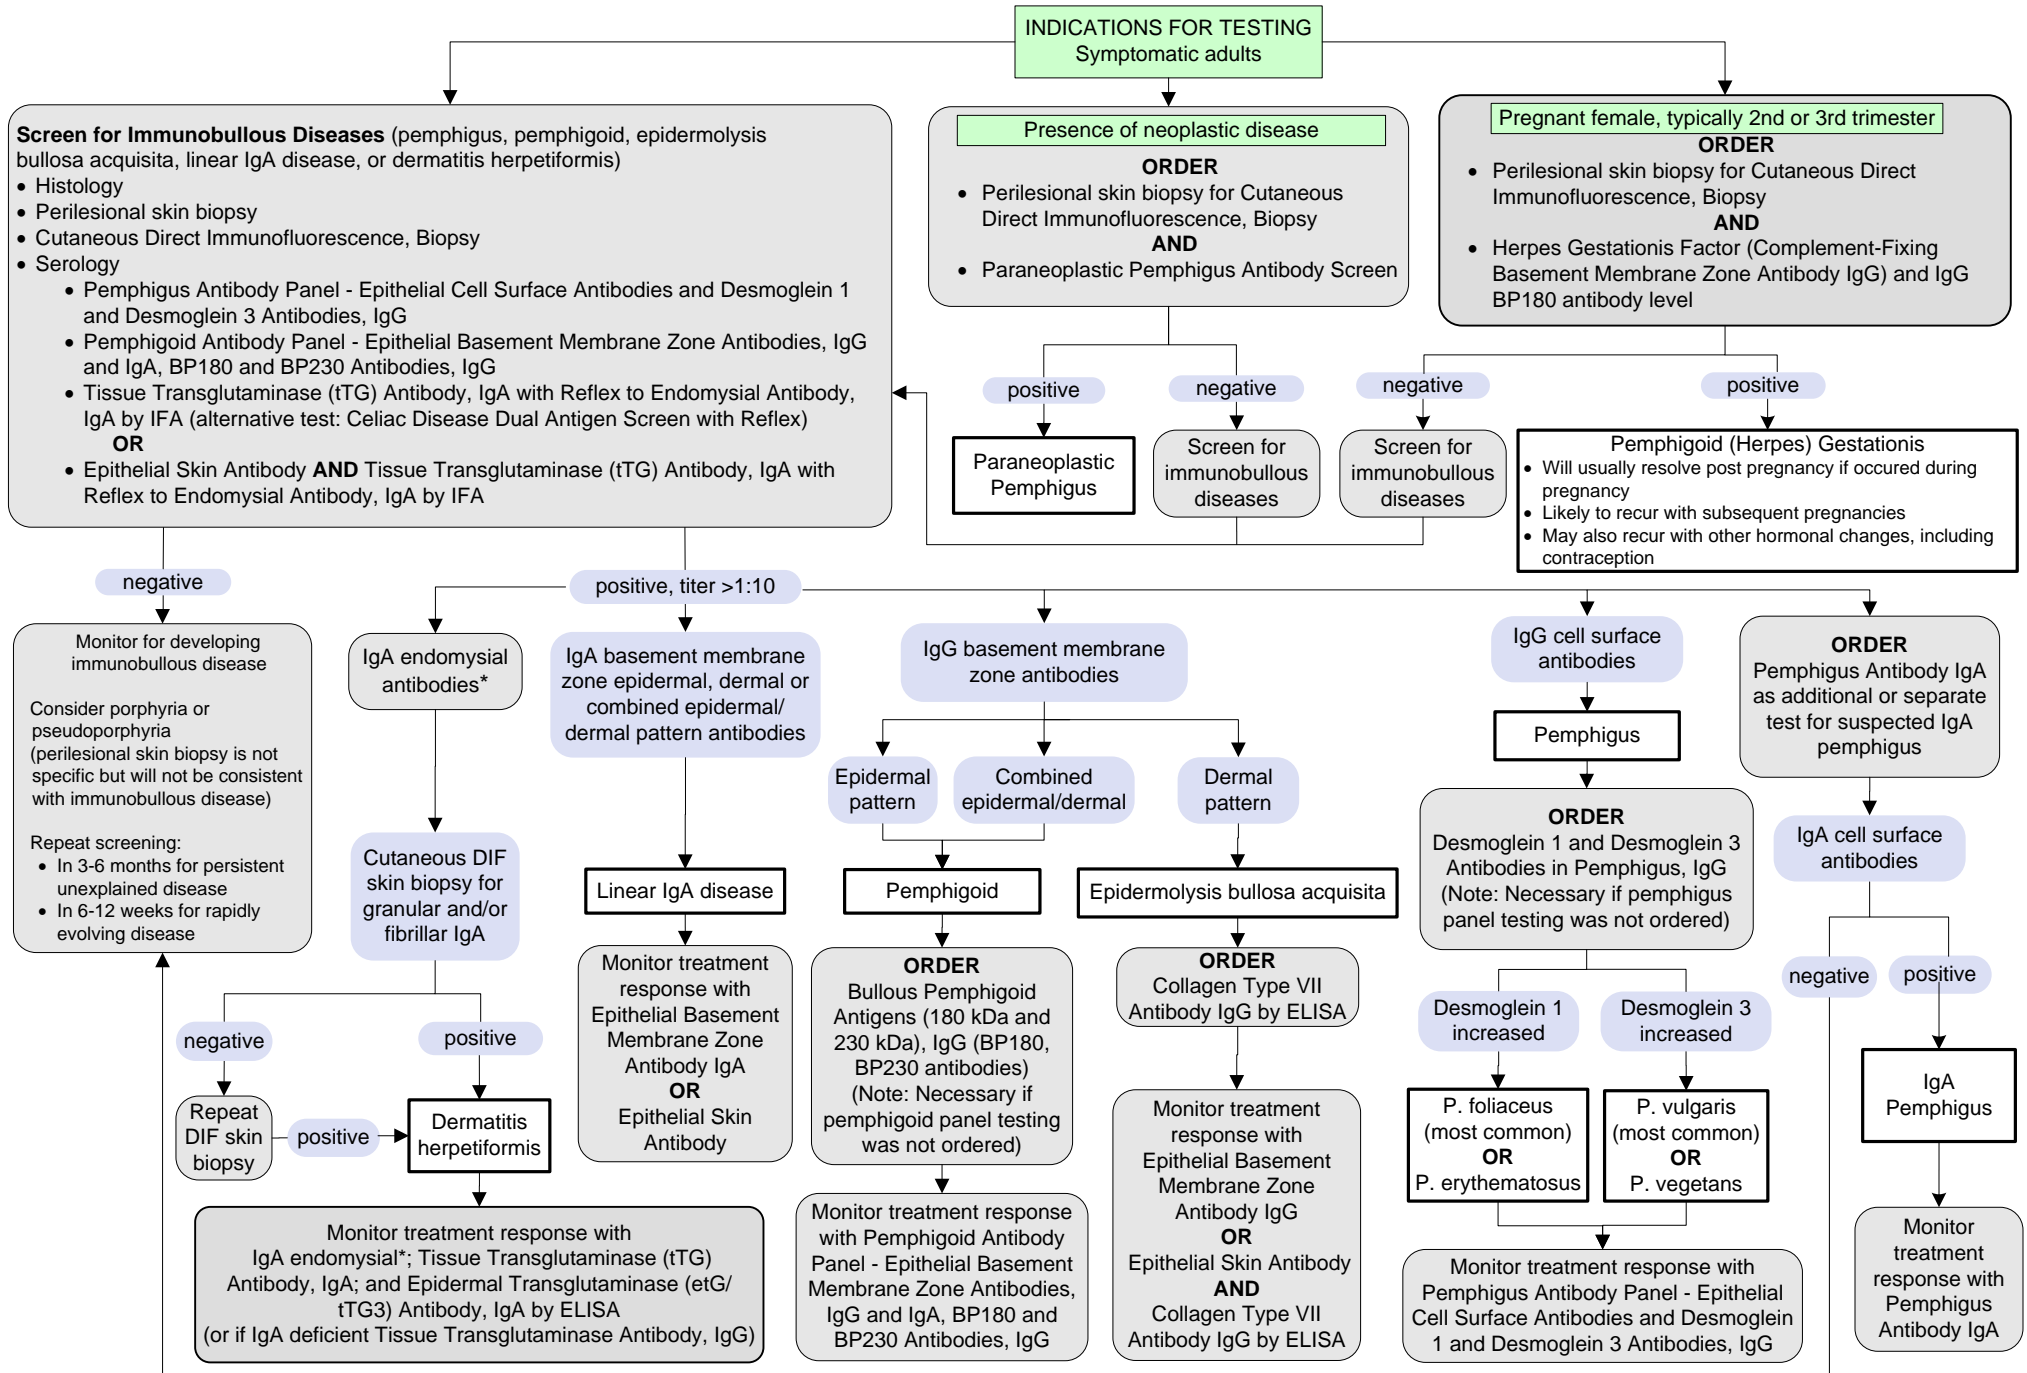 INDICATIONS FOR TESTING
Symptomatic adults
Screen for Immunobullous Diseases (pemphigus, pemphigoid, epidermolysis
bullosa acquisita, linear IgA disease, or dermatitis herpetiformis)
• Histology
• Perilesional skin biopsy
• Cutaneous Direct Immunofluorescence, Biopsy
• Serology
• Pemphigus Antibody Panel - Epithelial Cell Surface Antibodies and Desmoglein 1
and Desmoglein 3 Antibodies, IgG
• Pemphigoid Antibody Panel - Epithelial Basement Membrane Zone Antibodies, IgG
and IgA, BP180 and BP230 Antibodies, IgG
• Tissue Transglutaminase (tTG) Antibody, IgA with Reflex to Endomysial Antibody,
IgA by IFA (alternative test: Celiac Disease Dual Antigen Screen with Reflex)
OR
• Epithelial Skin Antibody AND Tissue Transglutaminase (tTG) Antibody, IgA with
Reflex to Endomysial Antibody, IgA by IFA
Presence of neoplastic disease
ORDER
• Perilesional skin biopsy for Cutaneous
Direct Immunofluorescence, Biopsy
AND
• Paraneoplastic Pemphigus Antibody Screen
Pregnant female, typically 2nd or 3rd trimester
ORDER
• Perilesional skin biopsy for Cutaneous Direct
Immunofluorescence, Biopsy
AND
• Herpes Gestationis Factor (Complement-Fixing
Basement Membrane Zone Antibody IgG) and IgG
BP180 antibody level
positive
negative
negative
positive
Paraneoplastic
Pemphigus
Screen for
immunobullous
diseases
Screen for
immunobullous
diseases
Pemphigoid (Herpes) Gestationis
• Will usually resolve post pregnancy if occured during
pregnancy
• Likely to recur with subsequent pregnancies
• May also recur with other hormonal changes, including
contraception
negative
positive, titer >1:10
Monitor for developing
immunobullous disease
Consider porphyria or
pseudoporphyria
(perilesional skin biopsy is not
specific but will not be consistent
with immunobullous disease)
Repeat screening:
• In 3-6 months for persistent
unexplained disease
• In 6-12 weeks for rapidly
evolving disease
IgA endomysial
antibodies*
Cutaneous DIF
skin biopsy for
granular and/or
fibrillar IgA
negative
positive
Repeat
DIF skin
biopsy
positive
Dermatitis
herpetiformis
Monitor treatment response with
IgA endomysial*; Tissue Transglutaminase (tTG)
Antibody, IgA; and Epidermal Transglutaminase (etG/
tTG3) Antibody, IgA by ELISA
(or if IgA deficient Tissue Transglutaminase Antibody, IgG)
IgA basement membrane
zone epidermal, dermal or
combined epidermal/
dermal pattern antibodies
Linear IgA disease
Monitor treatment
response with
Epithelial Basement
Membrane Zone
Antibody IgA
OR
Epithelial Skin
Antibody
IgG basement membrane
zone antibodies
Epidermal
pattern
Combined
epidermal/dermal
Dermal
pattern
Pemphigoid
ORDER
Bullous Pemphigoid
Antigens (180 kDa and
230 kDa), IgG (BP180,
BP230 antibodies)
(Note: Necessary if
pemphigoid panel testing
was not ordered)
Monitor treatment response
with Pemphigoid Antibody
Panel - Epithelial Basement
Membrane Zone Antibodies,
IgG and IgA, BP180 and
BP230 Antibodies, IgG
Epidermolysis bullosa acquisita
ORDER
Collagen Type VII
Antibody IgG by ELISA
Monitor treatment
response with
Epithelial Basement
Membrane Zone
Antibody IgG
OR
Epithelial Skin Antibody
AND
Collagen Type VII
Antibody IgG by ELISA
IgG cell surface
antibodies
Pemphigus
ORDER
Desmoglein 1 and Desmoglein 3
Antibodies in Pemphigus, IgG
(Note: Necessary if pemphigus
panel testing was not ordered)
Desmoglein 1
increased
Desmoglein 3
increased
P. foliaceus
(most common)
OR
P. erythematosus
P. vulgaris
(most common)
OR
P. vegetans
Monitor treatment response with
Pemphigus Antibody Panel - Epithelial
Cell Surface Antibodies and Desmoglein
1 and Desmoglein 3 Antibodies, IgG
ORDER
Pemphigus Antibody IgA
as additional or separate
test for suspected IgA
pemphigus
IgA cell surface
antibodies
negative
positive
IgA
Pemphigus
Monitor
treatment
response with
Pemphigus
Antibody IgA